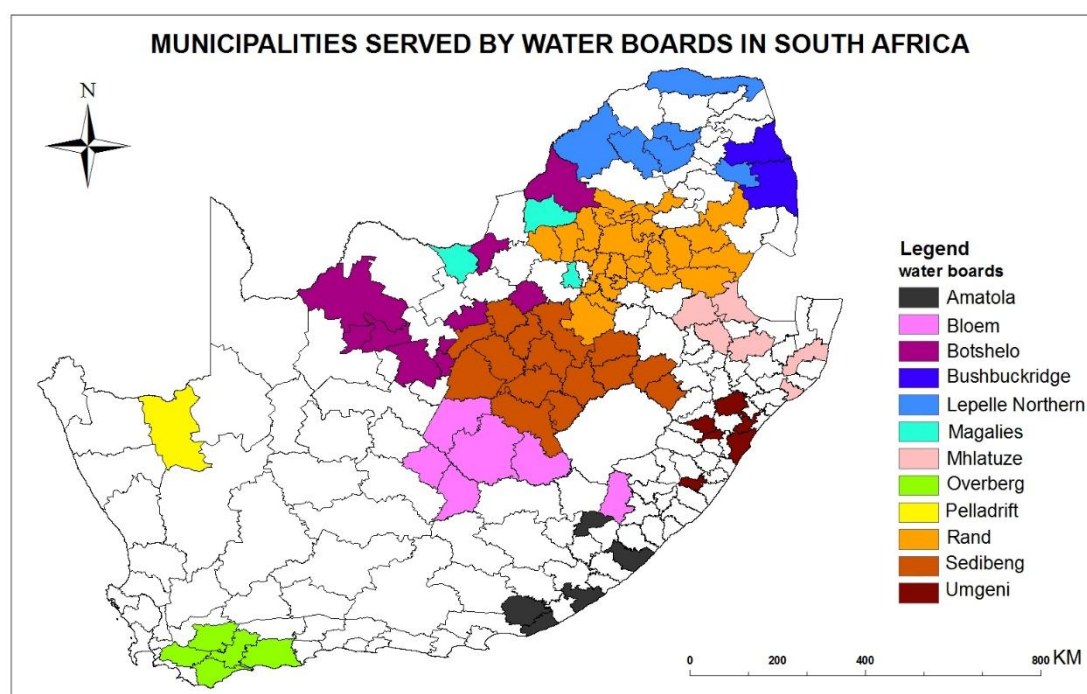 MUNICIPALITIES SERVED BY WATER BOARDS IN SOUTH AFRICA
N
Legend
water boards
Amatola
Bloem
Botshelo
Bushbuckridge
Lepelle Northern
Magalies
Mhlatuze
Overberg
Pelladrift
Rand
Sedibeng
Umgeni
0 200 400 800 KM